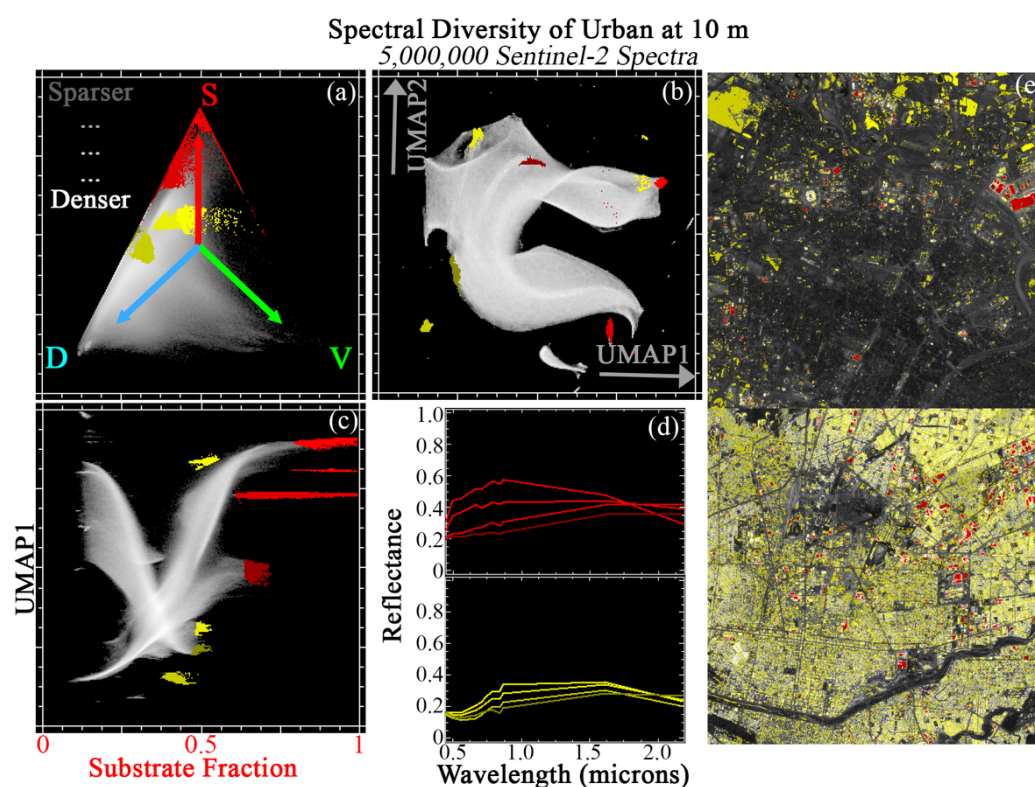 Spectral Diversity of Urban at 10 m
5,000,000 Sentinel-2 Spectra
Sparser
...
...
...
Denser
(a)
S
D
V
(b)
UMAP2
UMAP1
(e)
(c)
UMAP1
0
0.5
1
Substrate Fraction
(d)
Reflectance
1.0
0.8
0.6
0.4
0.2
0
0.8
0.6
0.4
0.2
0
0.5
1.0
1.5
2.0
Wavelength (microns)